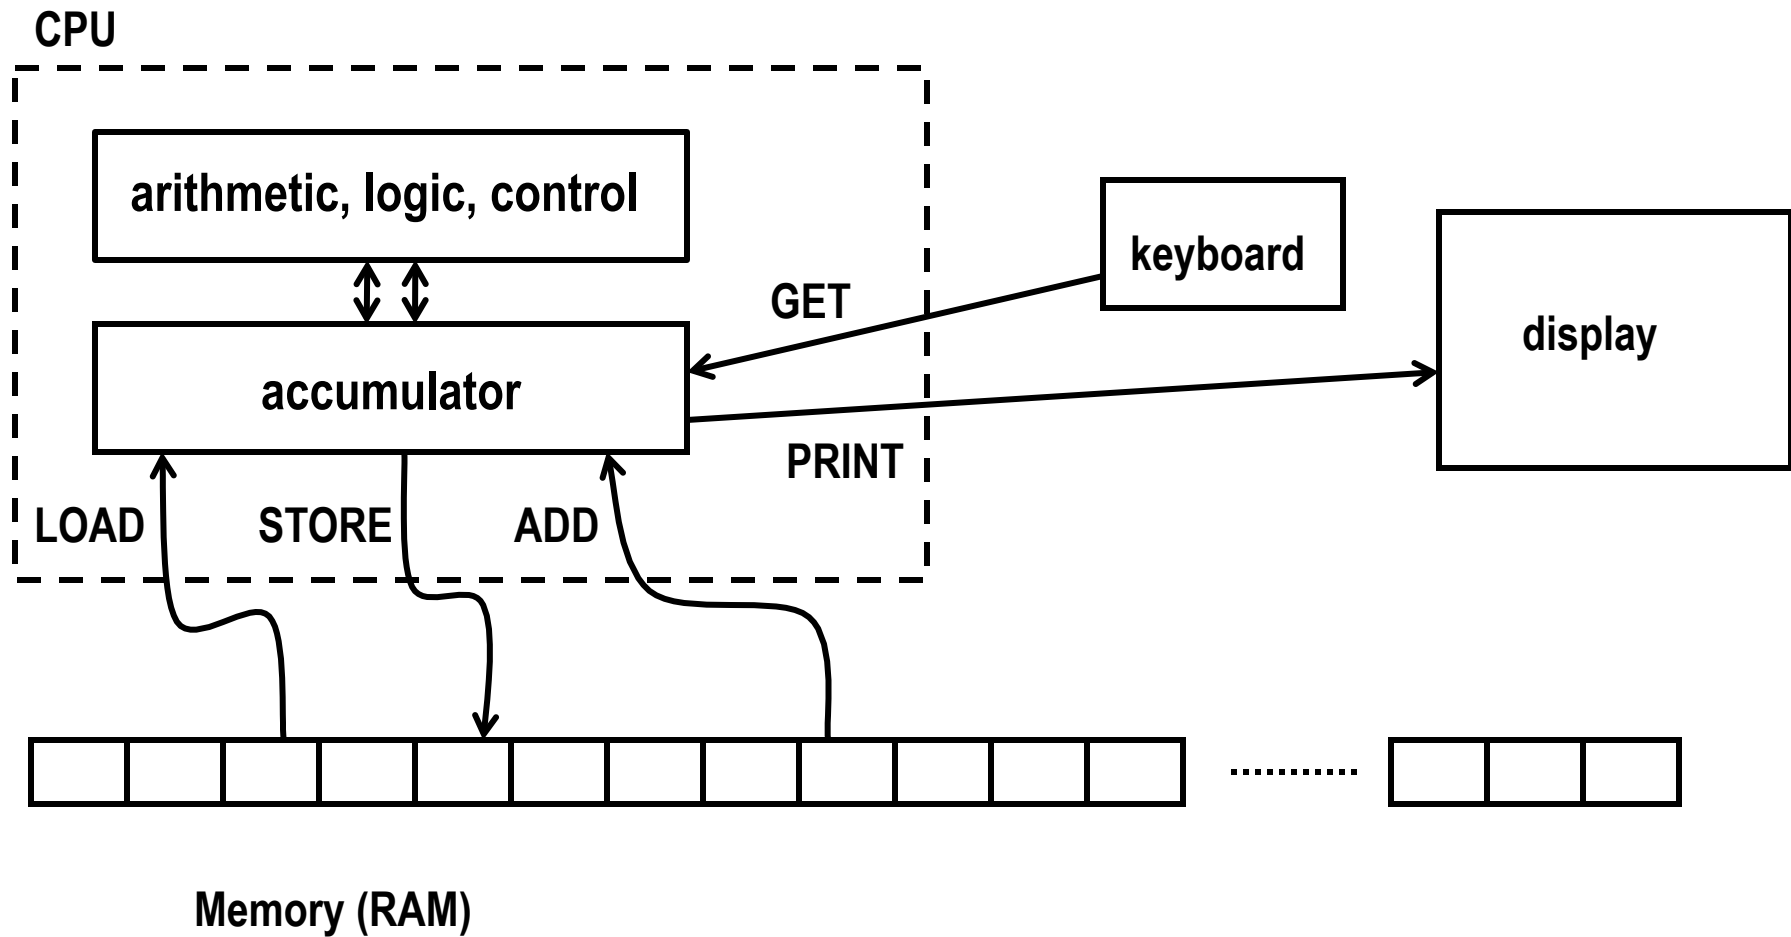 CPU
arithmetic, logic, control
keyboard
GET
display
accumulator
PRINT
LOAD
STORE
ADD
Memory (RAM)